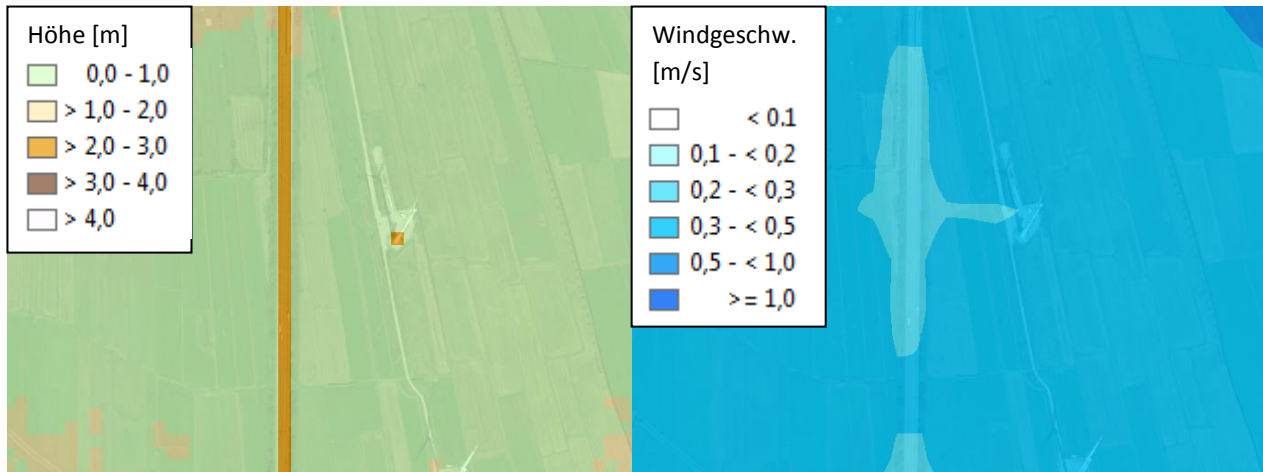 Höhe [m]
0,0 - 1,0
> 1,0 - 2,0
> 2,0 - 3,0
> 3,0 - 4,0
> 4,0
Windgeschw.
[m/s]
< 0.1
0,1 - < 0,2
0,2 - < 0,3
0,3 - < 0,5
0,5 - < 1,0
>= 1,0